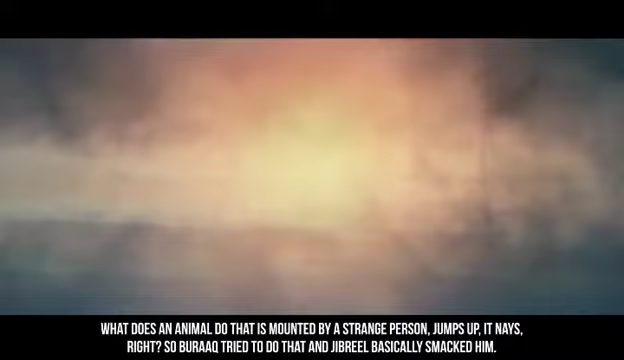 WHAT DOES AN ANIMAL DO THAT IS MOUNTED BY A STRANGE PERSON, JUMPS UP, IT NAYS,
RIGHT? SO BURAAQ TRIED TO DO THAT AND JIBREEL BASICALLY SMACKED HIM.